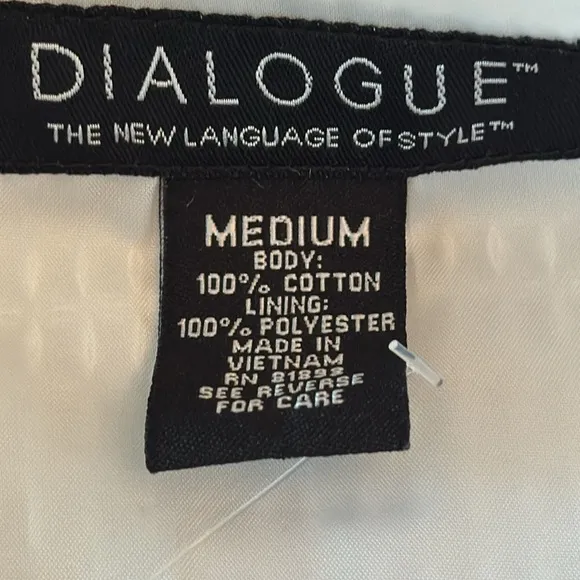 DIALOGUE™
THE NEW LANGUAGE OF STYLE™
MEDIUM
BODY:
100% COTTON
LINING:
100% POLYESTER
MADE IN
VIETNAM
RN
SEE REVERSE
FOR CARE